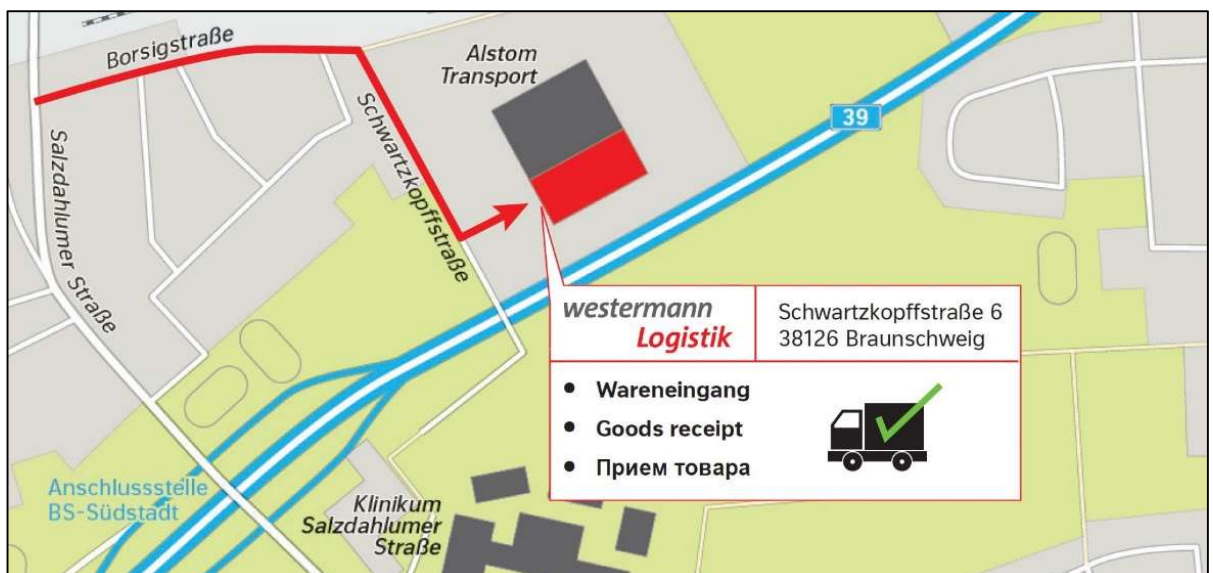 Borsigstraße
Alstom
Transport
39
Schwartzkopffstraße
Salzdahlumer Straße
westermann
Logistik
Schwartzkopffstraße 6
38126 Braunschweig
• Wareneingang
• Goods receipt
• Прием товара
Anschlussstelle
BS-Südstadt
Klinikum
Salzdahlumer
Straße